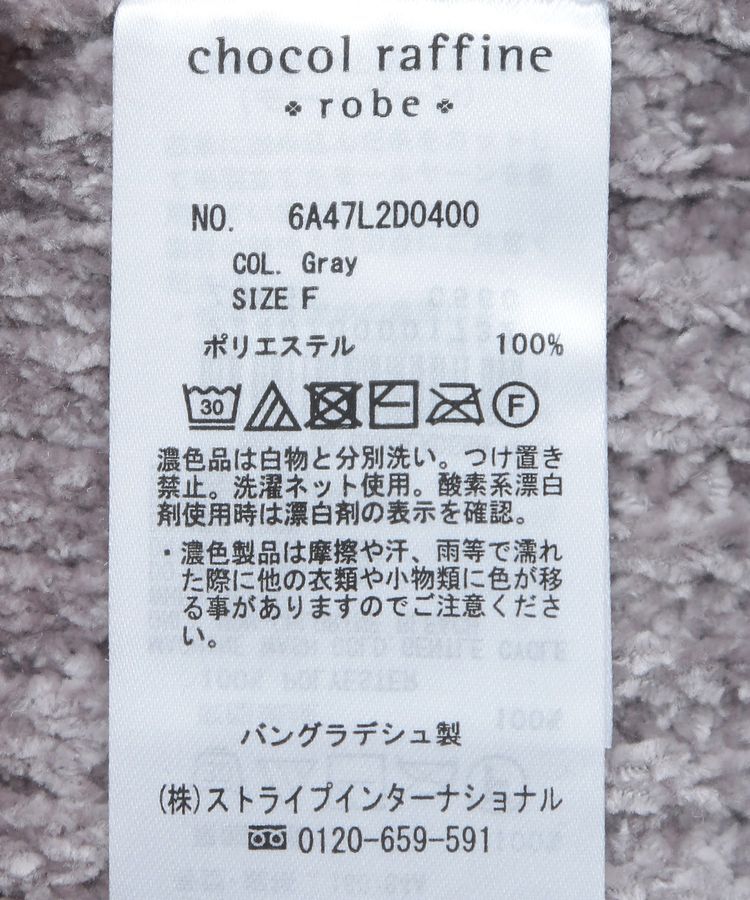 chocol raffine
robe
NO. 6A47L2D0400
COL. Gray
SIZE F
ポリエステル 100%
30 F
濃色品は白物と分別洗い。つけ置き
禁止。洗濯ネット使用。酸素系漂白
剤使用時は漂白剤の表示を確認。
・濃色製品は摩擦や汗、雨等で濡れ
た際に他の衣類や小物類に色が移
る事がありますのでご注意くださ
い。
バングラデシュ製
(株)ストライプインターナショナル
0120-659-591